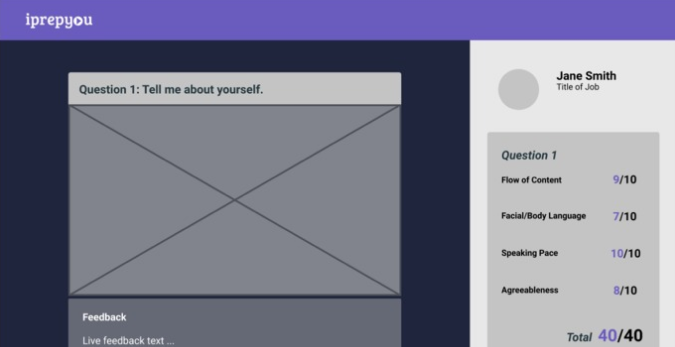 iprepyou
Question 1: Tell me about yourself.
Feedback
Live feedback text ...
Jane Smith
Title of Job
Question 1
Flow of Content 9/10
Facial/Body Language 7/10
Speaking Pace 10/10
Agreeableness 8/10
Total 40/40